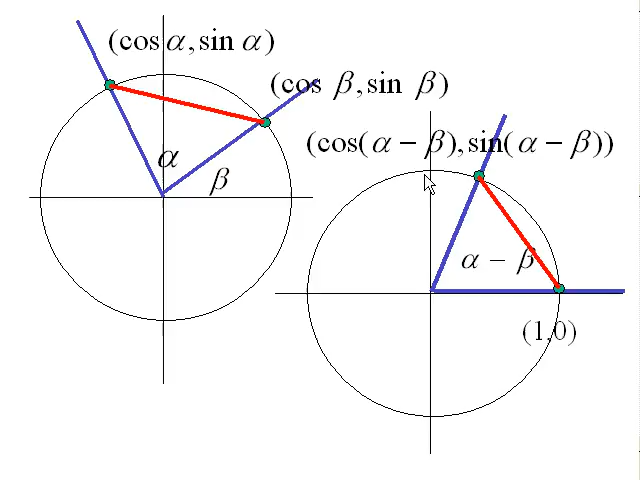 (cos α, sin α)
(cos β, sin β)
α
β
(cos(α − β), sin(α − β))
α − β
(1,0)